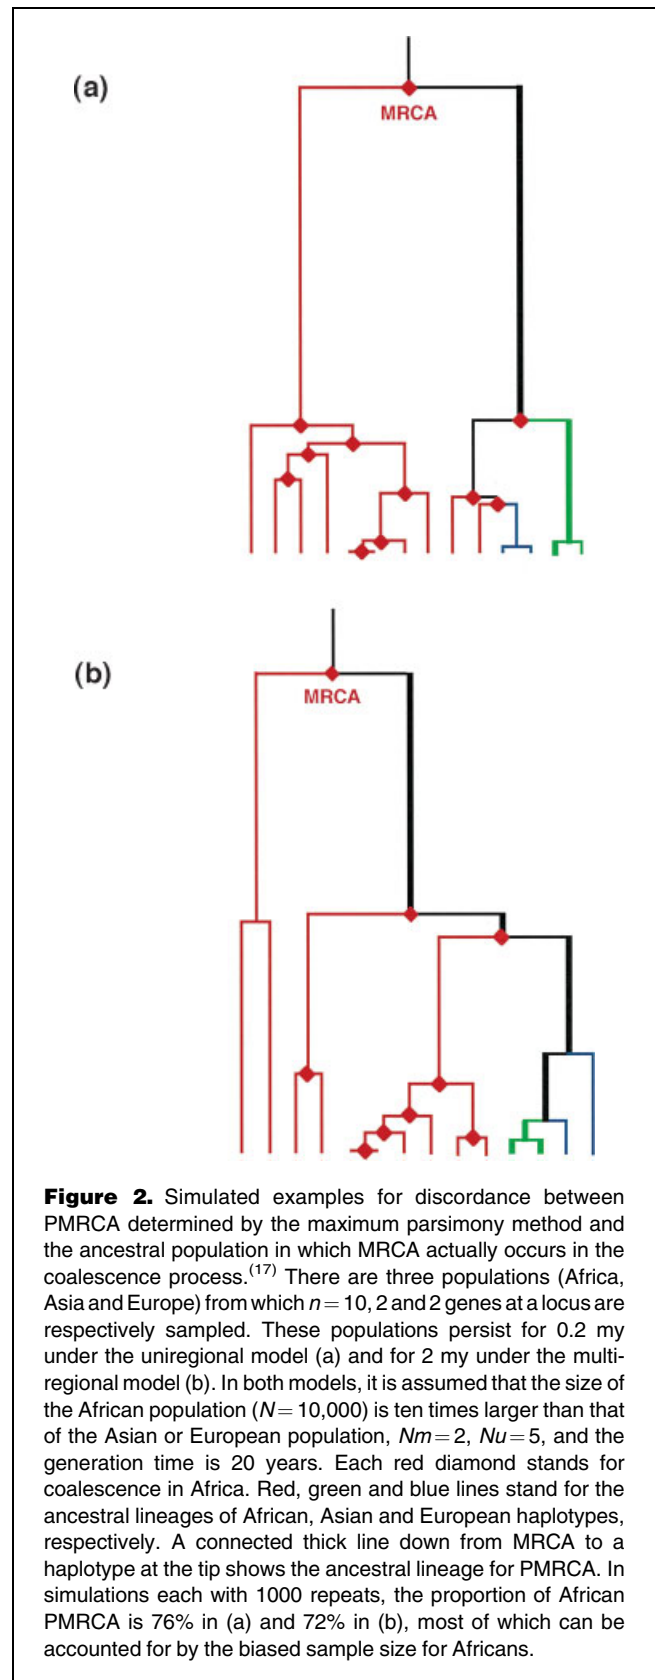 (a)
MRCA
(b)
MRCA
Figure 2. Simulated examples for discordance between
PMRCA determined by the maximum parsimony method and
the ancestral population in which MRCA actually occurs in the
coalescence process.(17) There are three populations (Africa,
Asia and Europe) from which n = 10, 2 and 2 genes at a locus are
respectively sampled. These populations persist for 0.2 my
under the uniregional model (a) and for 2 my under the multi-
regional model (b). In both models, it is assumed that the size of
the African population (N = 10,000) is ten times larger than that
of the Asian or European population, Nm = 2, Nu = 5, and the
generation time is 20 years. Each red diamond stands for
coalescence in Africa. Red, green and blue lines stand for the
ancestral lineages of African, Asian and European haplotypes,
respectively. A connected thick line down from MRCA to a
haplotype at the tip shows the ancestral lineage for PMRCA. In
simulations each with 1000 repeats, the proportion of African
PMRCA is 76% in (a) and 72% in (b), most of which can be
accounted for by the biased sample size for Africans.